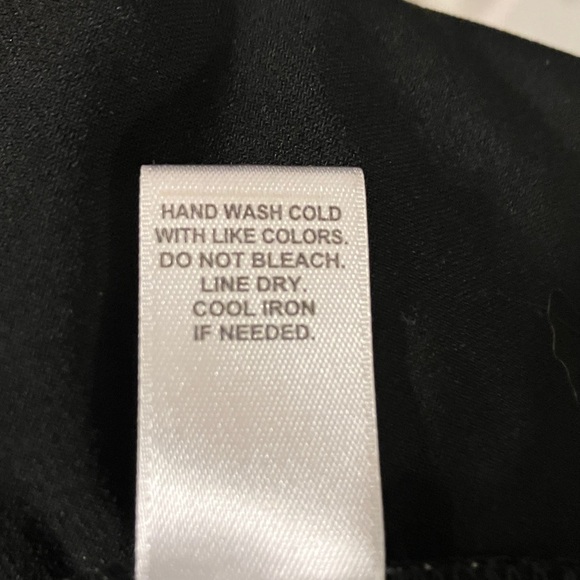 HAND WASH COLD
WITH LIKE COLORS.
DO NOT BLEACH.
LINE DRY.
COOL IRON
IF NEEDED.